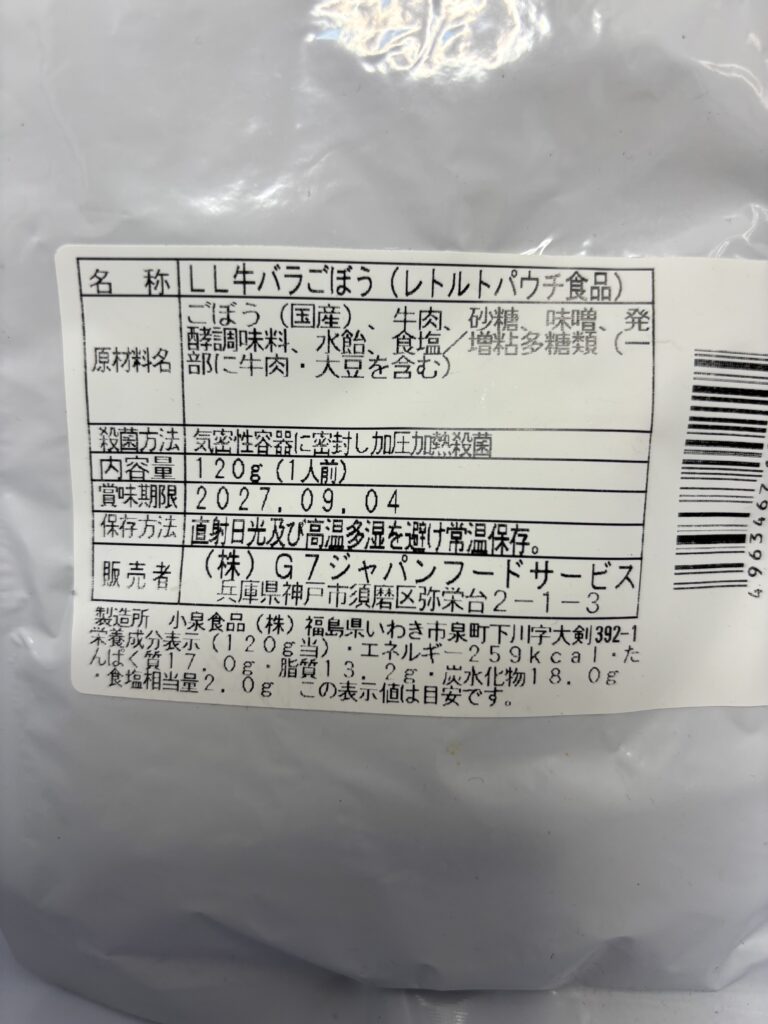 名 称 LL牛バラごぼう(レトルトパウチ食品)
原材料名 ごぼう(国産)、牛肉、砂糖、味噌、発
酵調味料、水飴、食塩/増粘多糖類(一
部に牛肉・大豆を含む)
殺菌方法 気密性容器に密封し加圧加熱殺菌
内容量 120g(1人前)
賞味期限 2027.09.04
保存方法 直射日光及び高温多湿を避け常温保存。
販売者 (株)G7ジャパンフードサービス
兵庫県神戸市須磨区弥栄台2-1-3
製造所 小泉食品(株)福島県いわき市泉町下川字大剣392-1
栄養成分表示(120g当)・エネルギー259kcal・た
んぱく質17.0g・脂質13.2g・炭水化物18.0g
・食塩相当量2.0g この表示値は目安です。
4963467